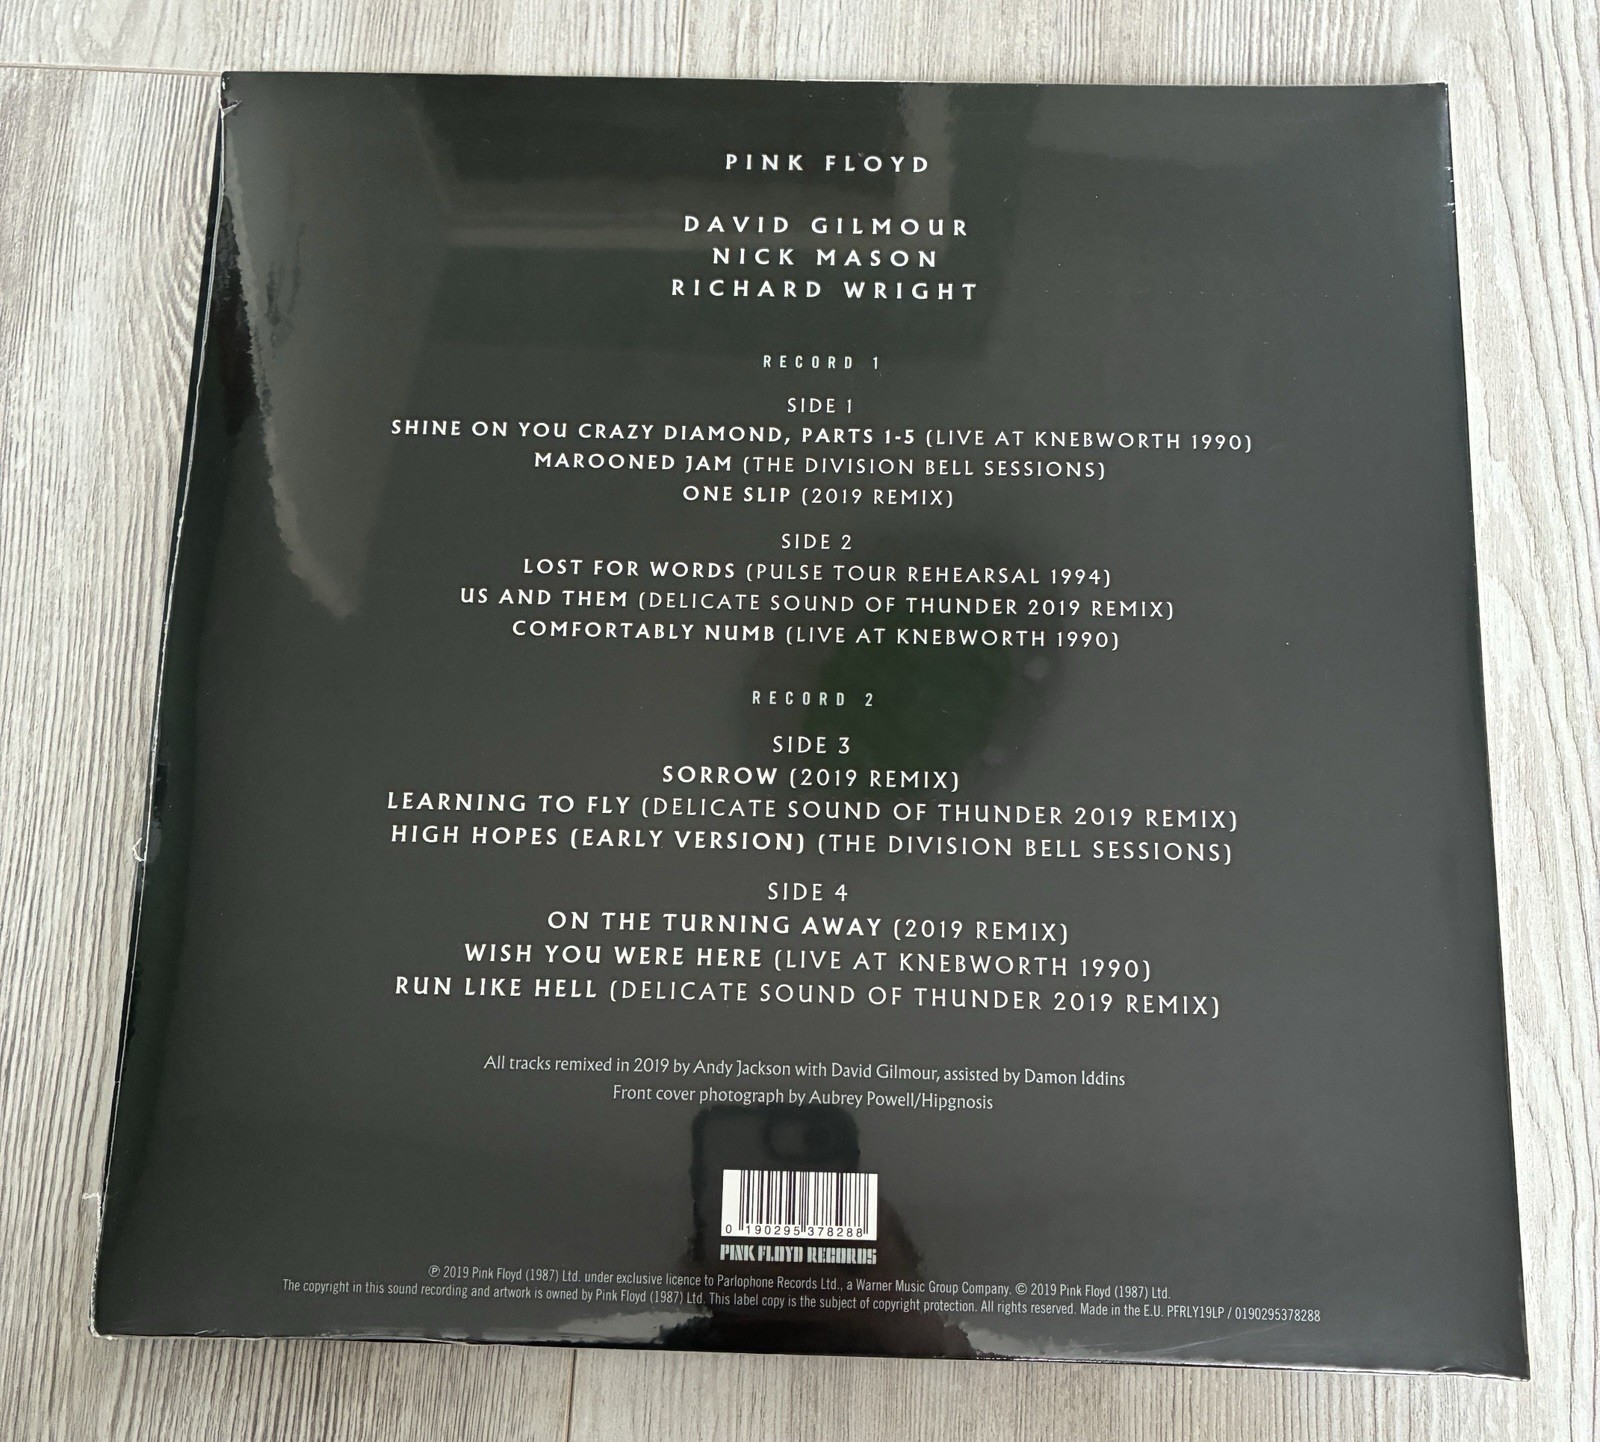 PINK FLOYD
DAVID GILMOUR
NICK MASON
RICHARD WRIGHT
RECORD 1
SIDE 1
SHINE ON YOU CRAZY DIAMOND, PARTS 1-5 (LIVE AT KNEBWORTH 1990)
MAROONED JAM (THE DIVISION BELL SESSIONS)
ONE SLIP (2019 REMIX)
SIDE 2
LOST FOR WORDS (PULSE TOUR REHEARSAL 1994)
US AND THEM (DELICATE SOUND OF THUNDER 2019 REMIX)
COMFORTABLY NUMB (LIVE AT KNEBWORTH 1990)
RECORD 2
SIDE 3
SORROW (2019 REMIX)
LEARNING TO FLY (DELICATE SOUND OF THUNDER 2019 REMIX)
HIGH HOPES (EARLY VERSION) (THE DIVISION BELL SESSIONS)
SIDE 4
ON THE TURNING AWAY (2019 REMIX)
WISH YOU WERE HERE (LIVE AT KNEBWORTH 1990)
RUN LIKE HELL (DELICATE SOUND OF THUNDER 2019 REMIX)
All tracks remixed in 2019 by Andy Jackson with David Gilmour, assisted by Damon Iddins
Front cover photograph by Aubrey Powell/Hipgnosis
0 190295 378288
PINK FLOYD RECORDS
℗ 2019 Pink Floyd (1987) Ltd. under exclusive licence to Parlophone Records Ltd., a Warner Music Group Company. © 2019 Pink Floyd (1987) Ltd.
The copyright in this sound recording and artwork is owned by Pink Floyd (1987) Ltd. This label copy is the subject of copyright protection. All rights reserved. Made in the E.U. PFRLY19LP / 0190295378288